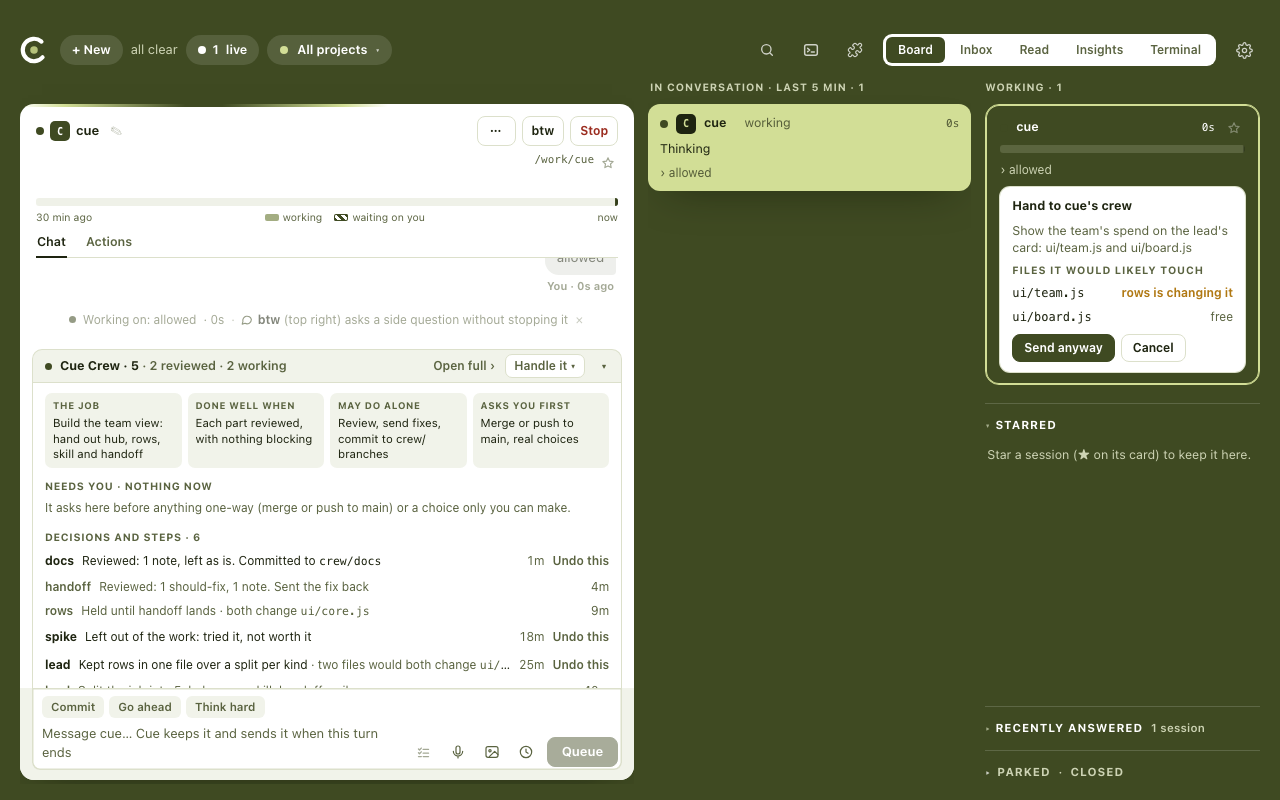 + New all clear 1 live All projects
Board Inbox Read Insights Terminal
C cue ··· btw Stop
/work/cue
30 min ago working waiting on you now
Chat Actions
allowed
You · 0s ago
Working on: allowed · 0s · btw (top right) asks a side question without stopping it ×
Cue Crew · 5 · 2 reviewed · 2 working Open full › Handle it ▾ ▾
THE JOB
Build the team view:
hand out hub, rows,
skill and handoff
DONE WELL WHEN
Each part reviewed,
with nothing blocking
MAY DO ALONE
Review, send fixes,
commit to crew/
branches
ASKS YOU FIRST
Merge or push to
main, real choices
NEEDS YOU · NOTHING NOW
It asks here before anything one-way (merge or push to main) or a choice only you can make.
DECISIONS AND STEPS · 6
docs Reviewed: 1 note, left as is. Committed to crew/docs 1m Undo this
handoff Reviewed: 1 should-fix, 1 note. Sent the fix back 4m
rows Held until handoff lands · both change ui/core.js 9m
spike Left out of the work: tried it, not worth it 18m Undo this
lead Kept rows in one file over a split per kind · two files would both change ui/… 25m Undo this
Commit Go ahead Think hard
Message cue… Cue keeps it and sends it when this turn
ends
Queue
IN CONVERSATION · LAST 5 MIN · 1
C cue working 0s
Thinking
› allowed
WORKING · 1
cue 0s
› allowed
Hand to cue's crew
Show the team's spend on the lead's
card: ui/team.js and ui/board.js
FILES IT WOULD LIKELY TOUCH
ui/team.js rows is changing it
ui/board.js free
Send anyway Cancel
STARRED
Star a session (★ on its card) to keep it here.
RECENTLY ANSWERED 1 session
PARKED · CLOSED